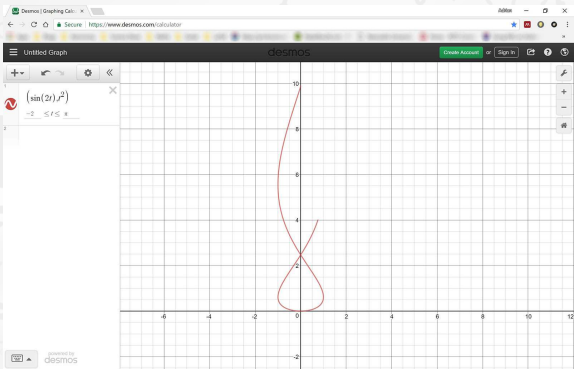 Desmos | Graphing Calc
Secure
https://www.desmos.com/calculator
Untitled Graph
desmos
Create Account
or
Sign In
1
(sin(2t),t²)
-2 ≤ t ≤ π
2
10
8
6
4
2
0
-2
-6
-4
-2
2
4
6
8
10
12
powered by
desmos